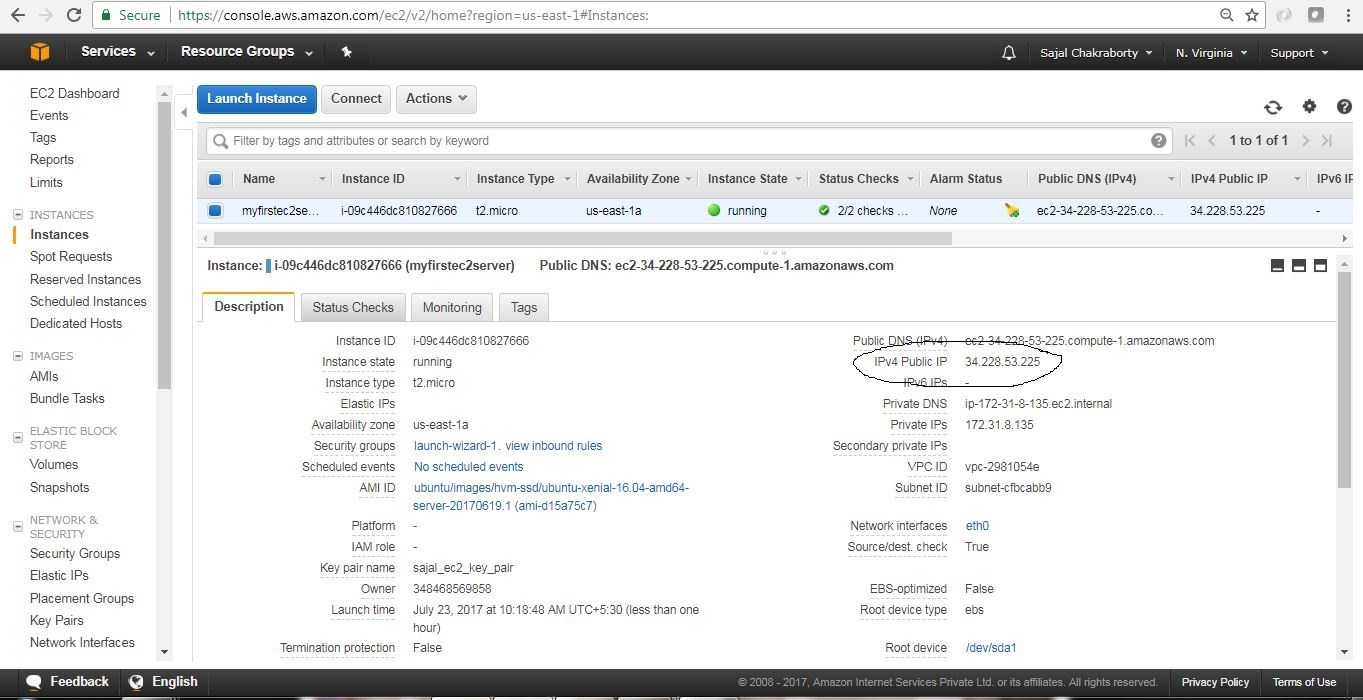 Secure https://console.aws.amazon.com/ec2/v2/home?region=us-east-1#Instances:
Services Resource Groups Sajal Chakraborty N. Virginia Support
EC2 Dashboard
Events
Tags
Reports
Limits
INSTANCES
Instances
Spot Requests
Reserved Instances
Scheduled Instances
Dedicated Hosts
IMAGES
AMIs
Bundle Tasks
ELASTIC BLOCK
STORE
Volumes
Snapshots
NETWORK &
SECURITY
Security Groups
Elastic IPs
Placement Groups
Key Pairs
Network Interfaces
Launch Instance Connect Actions
Filter by tags and attributes or search by keyword 1 to 1 of 1
Name Instance ID Instance Type Availability Zone Instance State Status Checks Alarm Status Public DNS (IPv4) IPv4 Public IP IPv6 IP
myfirstec2se... i-09c446dc810827666 t2.micro us-east-1a running 2/2 checks ... None ec2-34-228-53-225.co... 34.228.53.225 -
Instance: i-09c446dc810827666 (myfirstec2server) Public DNS: ec2-34-228-53-225.compute-1.amazonaws.com
Description Status Checks Monitoring Tags
Instance ID i-09c446dc810827666
Instance state running
Instance type t2.micro
Elastic IPs
Availability zone us-east-1a
Security groups launch-wizard-1. view inbound rules
Scheduled events No scheduled events
AMI ID ubuntu/images/hvm-ssd/ubuntu-xenial-16.04-amd64-
server-20170619.1 (ami-d15a75c7)
Platform -
IAM role -
Key pair name sajal_ec2_key_pair
Owner 348468569858
Launch time July 23, 2017 at 10:18:48 AM UTC+5:30 (less than one
hour)
Termination protection False
Public DNS (IPv4) ec2-34-228-53-225.compute-1.amazonaws.com
IPv4 Public IP 34.228.53.225
IPv6 IPs -
Private DNS ip-172-31-8-135.ec2.internal
Private IPs 172.31.8.135
Secondary private IPs
VPC ID vpc-2981054e
Subnet ID subnet-cfbcabb9
Network interfaces eth0
Source/dest. check True
EBS-optimized False
Root device type ebs
Root device /dev/sda1
Feedback English © 2008 - 2017, Amazon Internet Services Private Ltd. or its affiliates. All rights reserved. Privacy Policy Terms of Use